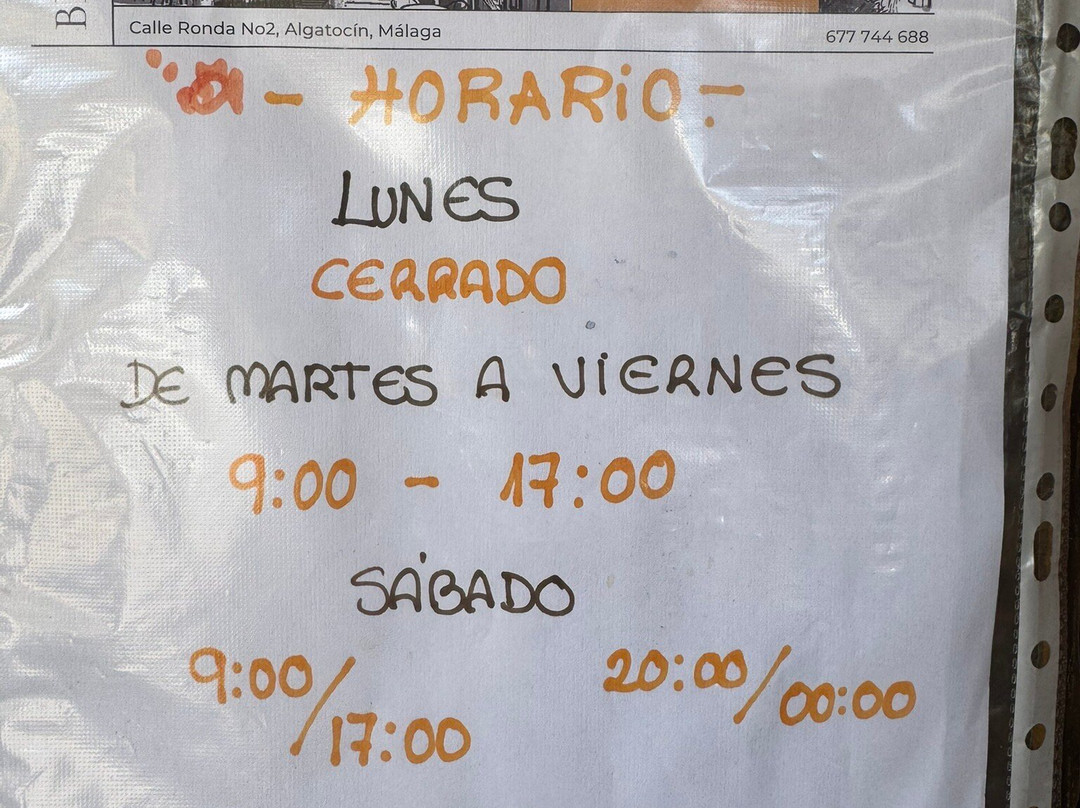 Calle Ronda No2, Algatocín, Málaga 677 744 688
- HORARiO -
LUNES
CERRADO
DE MARTES A ViERNES
9:00 - 17:00
SÁBADO
9:00/17:00 20:00/00:00